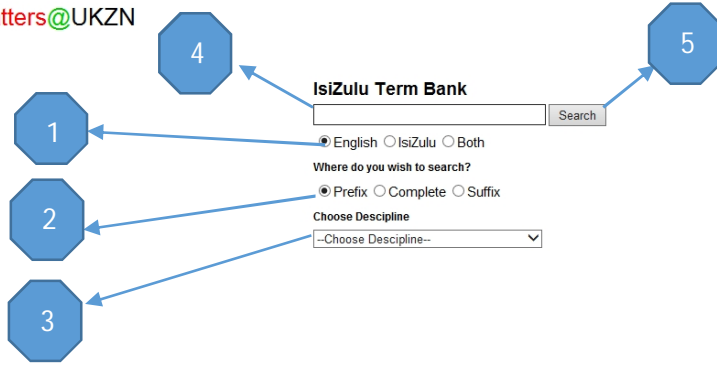 tters@UKZN
4
5
IsiZulu Term Bank
Search
1
English IsiZulu Both
Where do you wish to search?
2
Prefix Complete Suffix
Choose Descipline
--Choose Descipline--
3